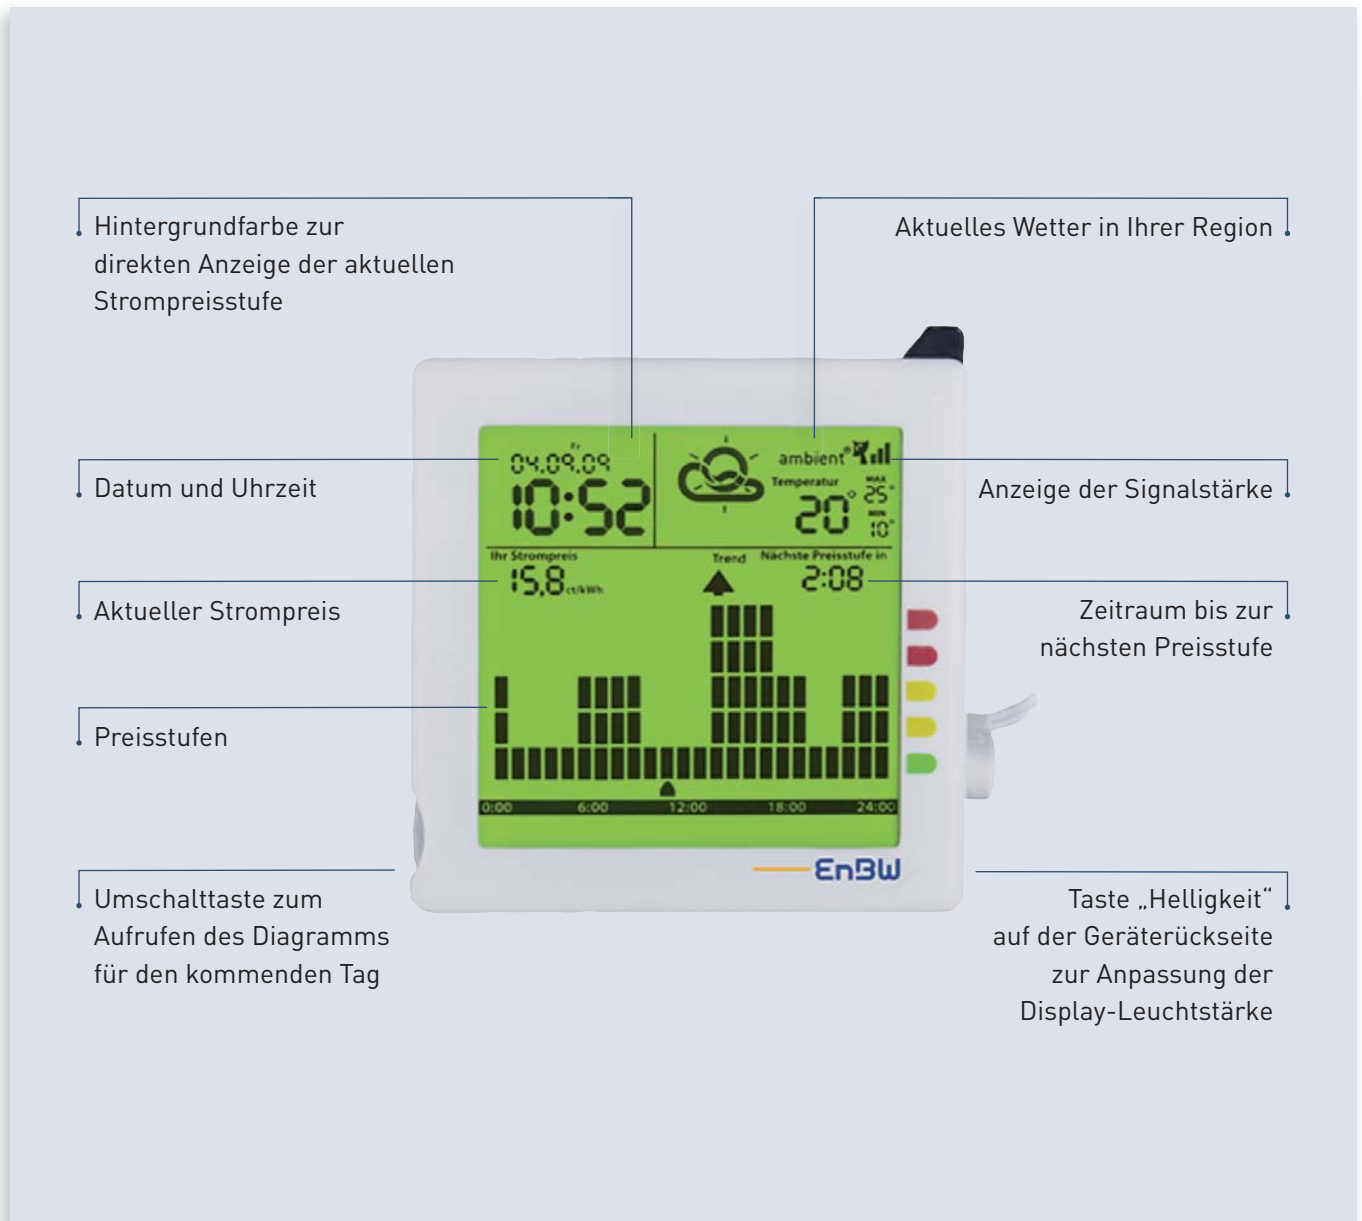 Hintergrundfarbe zur
direkten Anzeige der aktuellen
Strompreisstufe
Aktuelles Wetter in Ihrer Region
Datum und Uhrzeit
Anzeige der Signalstärke
Aktueller Strompreis
Zeitraum bis zur
nächsten Preisstufe
Preisstufen
Umschalttaste zum
Aufrufen des Diagramms
für den kommenden Tag
Taste „Helligkeit“
auf der Geräterückseite
zur Anpassung der
Display-Leuchtstärke
Fr
04.09.09
10:52
ambient®
Temperatur
20°
MAX
25°
MIN
10°
Ihr Strompreis
15,8 ct/kWh
Trend
Nächste Preisstufe in
2:08
0:00 6:00 12:00 18:00 24:00
EnBW